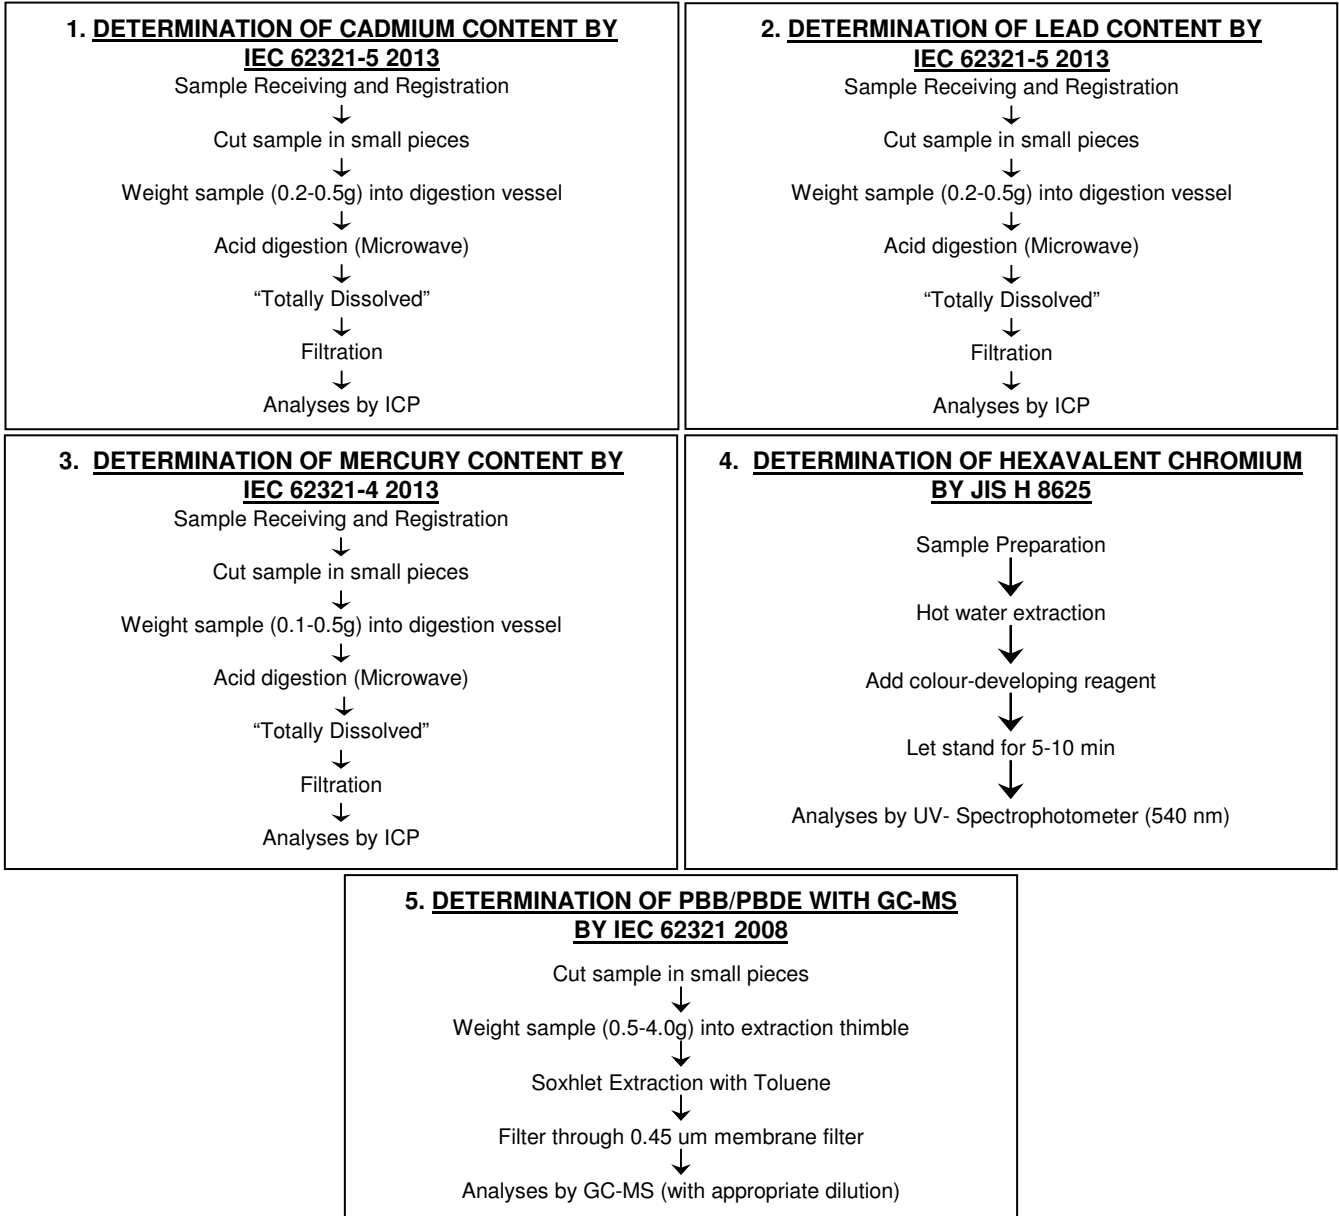 1. DETERMINATION OF CADMIUM CONTENT BY
IEC 62321-5 2013
Sample Receiving and Registration
Cut sample in small pieces
Weight sample (0.2-0.5g) into digestion vessel
Acid digestion (Microwave)
“Totally Dissolved”
Filtration
Analyses by ICP
2. DETERMINATION OF LEAD CONTENT BY
IEC 62321-5 2013
Sample Receiving and Registration
Cut sample in small pieces
Weight sample (0.2-0.5g) into digestion vessel
Acid digestion (Microwave)
“Totally Dissolved”
Filtration
Analyses by ICP
3. DETERMINATION OF MERCURY CONTENT BY
IEC 62321-4 2013
Sample Receiving and Registration
Cut sample in small pieces
Weight sample (0.1-0.5g) into digestion vessel
Acid digestion (Microwave)
“Totally Dissolved”
Filtration
Analyses by ICP
4. DETERMINATION OF HEXAVALENT CHROMIUM
BY JIS H 8625
Sample Preparation
Hot water extraction
Add colour-developing reagent
Let stand for 5-10 min
Analyses by UV- Spectrophotometer (540 nm)
5. DETERMINATION OF PBB/PBDE WITH GC-MS
BY IEC 62321 2008
Cut sample in small pieces
Weight sample (0.5-4.0g) into extraction thimble
Soxhlet Extraction with Toluene
Filter through 0.45 um membrane filter
Analyses by GC-MS (with appropriate dilution)